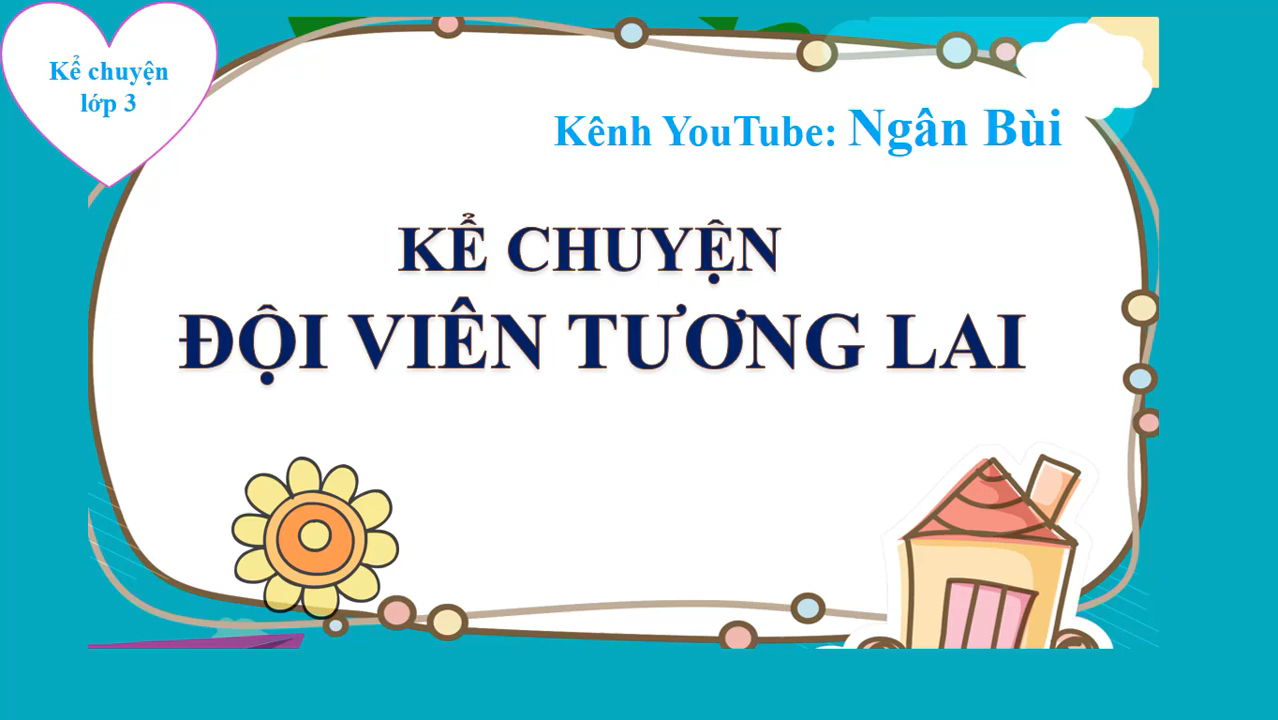 Kể chuyện
lớp 3
Kênh YouTube: Ngân Bùi
KỂ CHUYỆN
ĐỘI VIÊN TƯƠNG LAI